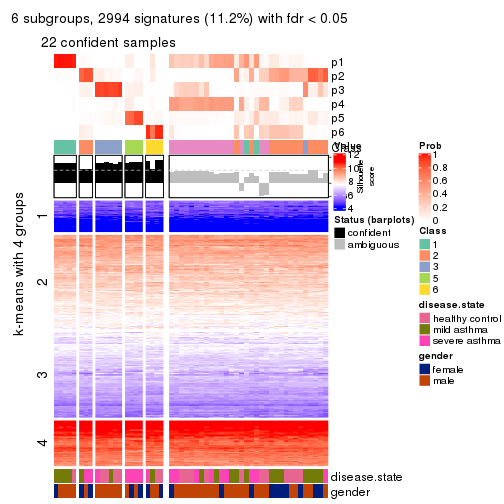 6 subgroups, 2994 signatures (11.2%) with fdr < 0.05
22 confident samples
p1
p2
p3
p4
p5
p6
Class
Silhouette
score
Value
12
10
8
6
4
Prob
1
0.8
0.6
0.4
0.2
0
Status (barplots)
confident
ambiguous
Class
1
2
3
4
5
6
disease.state
healthy control
mild asthma
severe asthma
gender
female
male
k-means with 4 groups
1
2
3
4
disease.state
gender